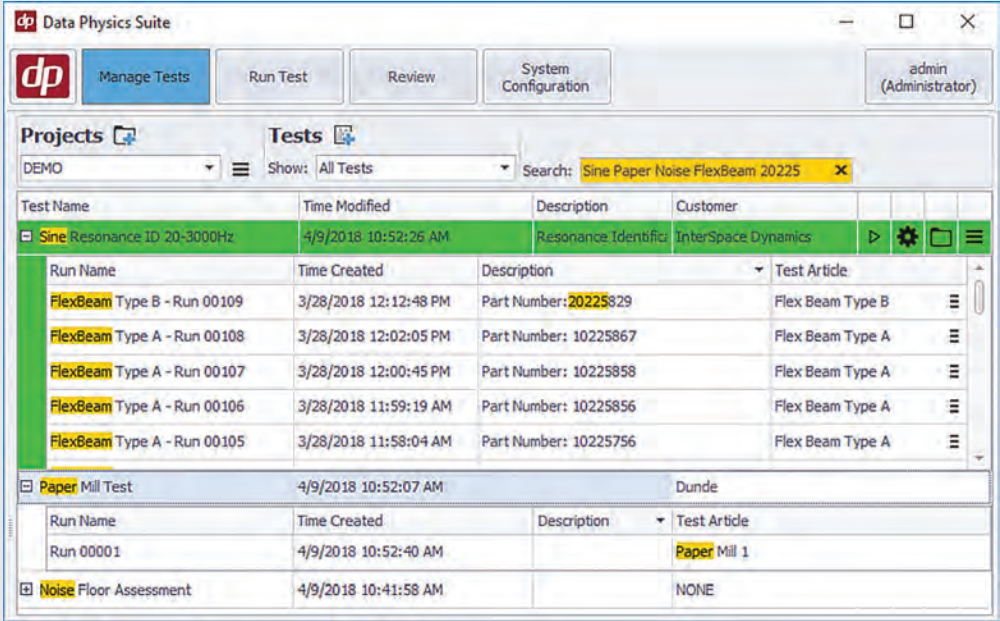 dp Data Physics Suite
dp Manage Tests Run Test Review System Configuration admin (Administrator)
Projects Tests
DEMO Show: All Tests Search: Sine Paper Noise FlexBeam 20225
Test Name Time Modified Description Customer
Sine Resonance ID 20-3000Hz 4/9/2018 10:52:26 AM Resonance Identific InterSpace Dynamics
Run Name Time Created Description Test Article
FlexBeam Type B - Run 00109 3/28/2018 12:12:48 PM Part Number:20225829 Flex Beam Type B
FlexBeam Type A - Run 00108 3/28/2018 12:02:05 PM Part Number: 10225867 Flex Beam Type A
FlexBeam Type A - Run 00107 3/28/2018 12:00:45 PM Part Number: 10225858 Flex Beam Type A
FlexBeam Type A - Run 00106 3/28/2018 11:59:19 AM Part Number: 10225856 Flex Beam Type A
FlexBeam Type A - Run 00105 3/28/2018 11:58:04 AM Part Number: 10225756 Flex Beam Type A
Paper Mill Test 4/9/2018 10:52:07 AM Dunde
Run Name Time Created Description Test Article
Run 00001 4/9/2018 10:52:40 AM Paper Mill 1
Noise Floor Assessment 4/9/2018 10:41:58 AM NONE